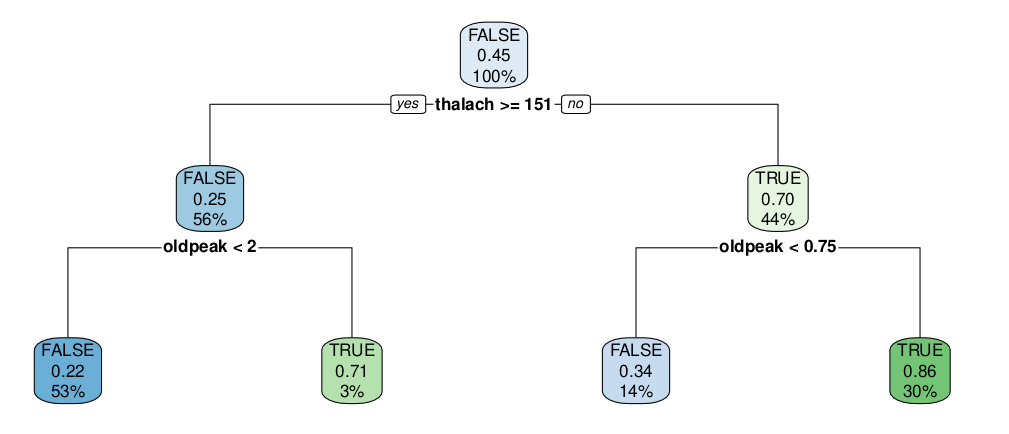 FALSE
0.45
100%
yes thalach >= 151 no
FALSE
0.25
56%
TRUE
0.70
44%
oldpeak < 2
oldpeak < 0.75
FALSE
0.22
53%
TRUE
0.71
3%
FALSE
0.34
14%
TRUE
0.86
30%